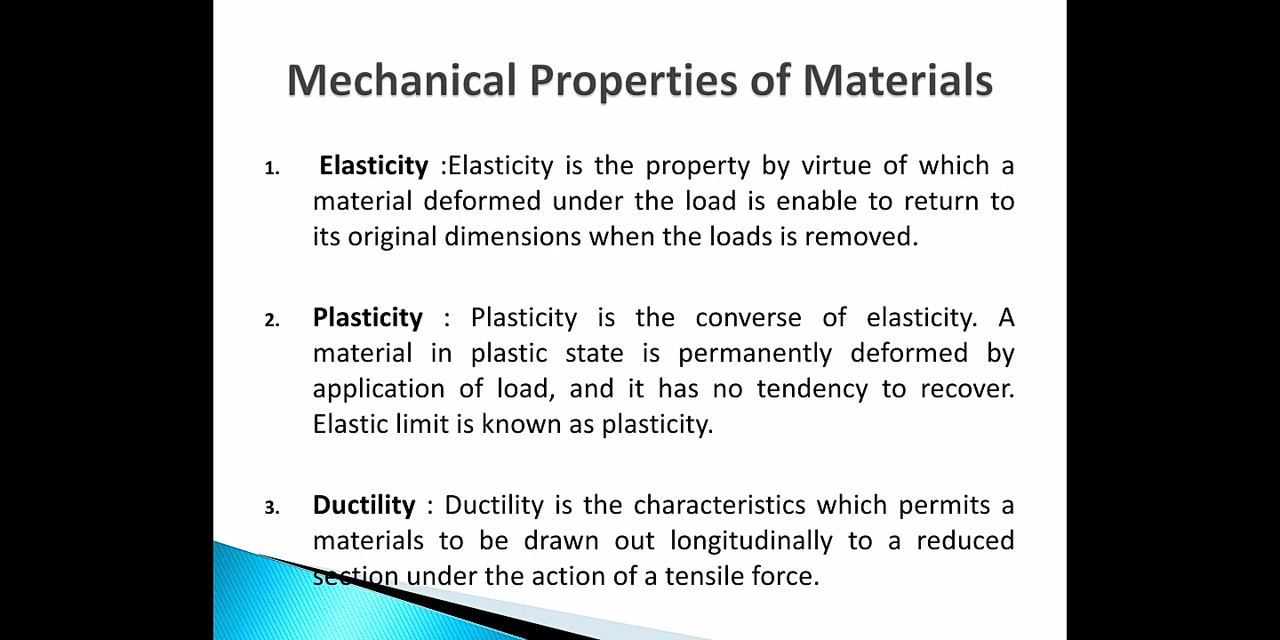 Mechanical Properties of Materials
1. Elasticity :Elasticity is the property by virtue of which a
material deformed under the load is enable to return to
its original dimensions when the loads is removed.
2. Plasticity : Plasticity is the converse of elasticity. A
material in plastic state is permanently deformed by
application of load, and it has no tendency to recover.
Elastic limit is known as plasticity.
3. Ductility : Ductility is the characteristics which permits a
materials to be drawn out longitudinally to a reduced
section under the action of a tensile force.